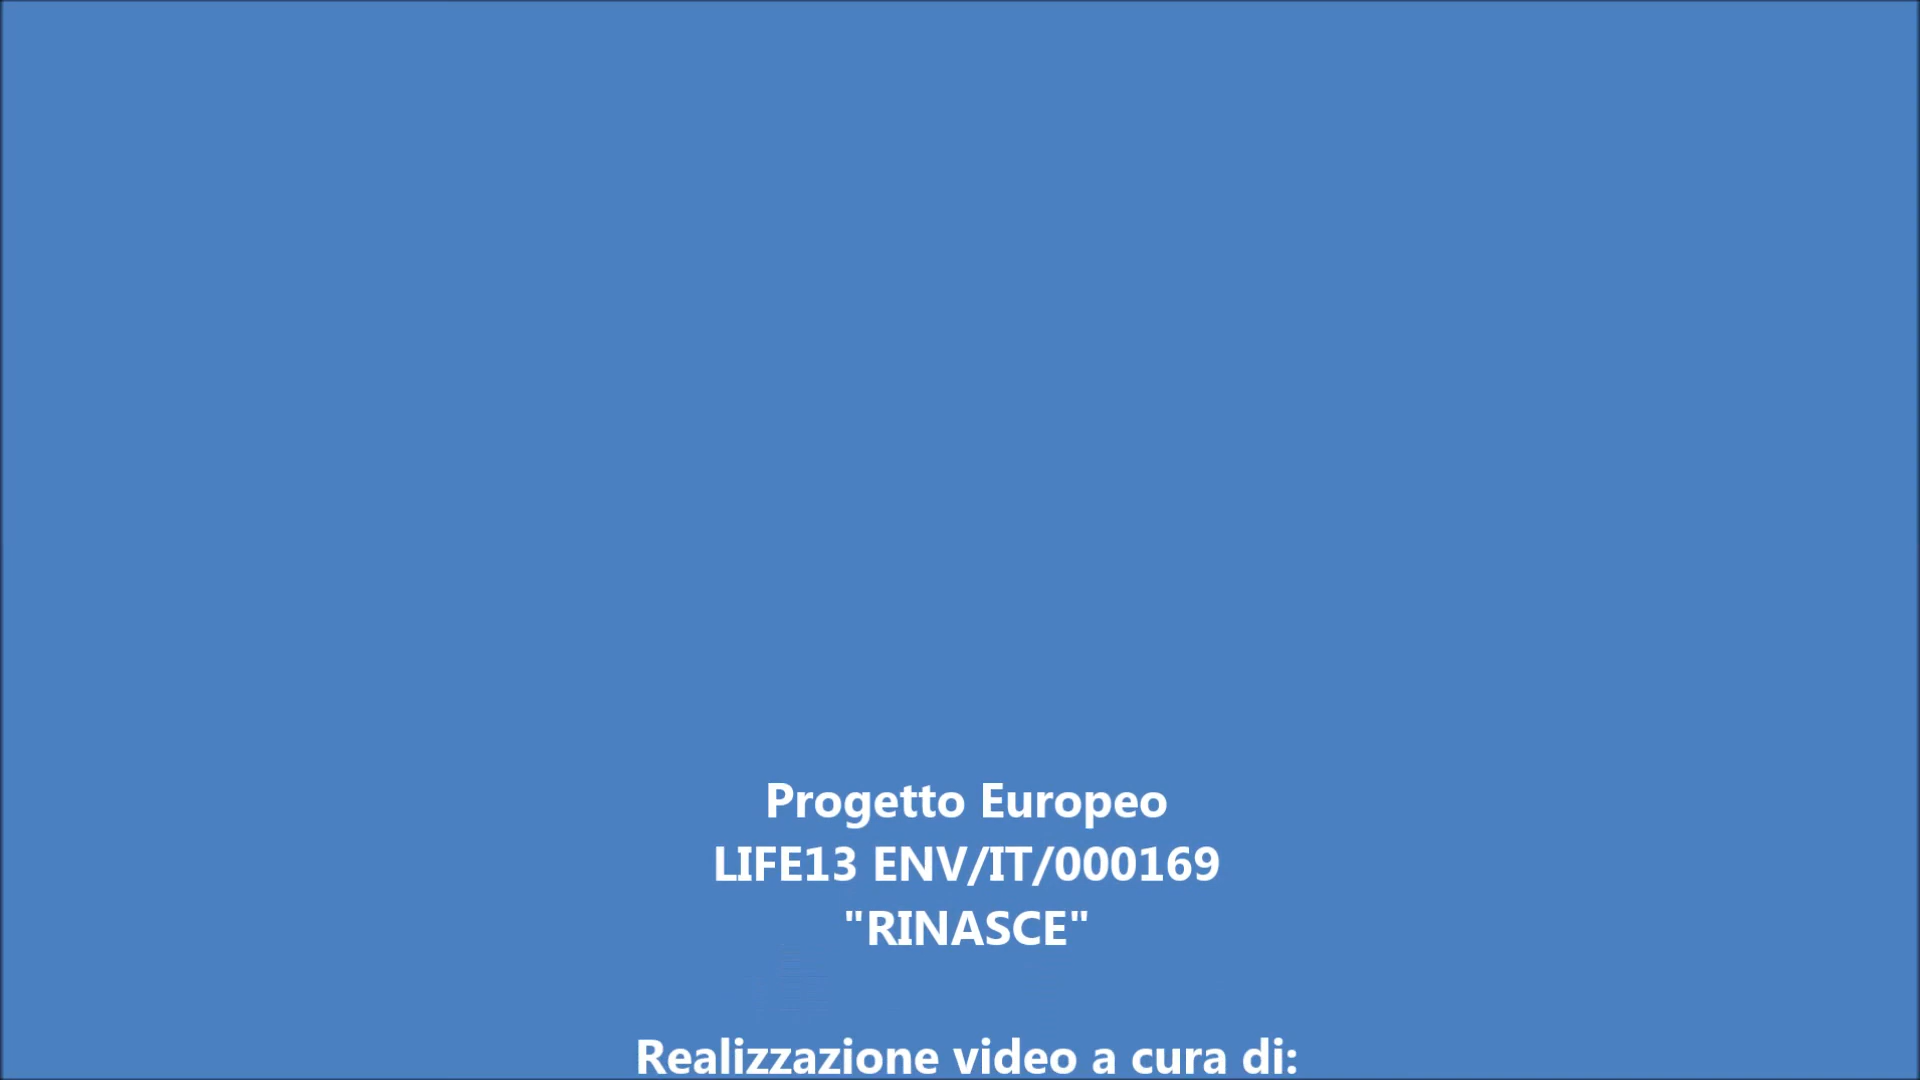 Progetto Europeo
LIFE13 ENV/IT/000169
"RINASCE"
Realizzazione video a cura di: